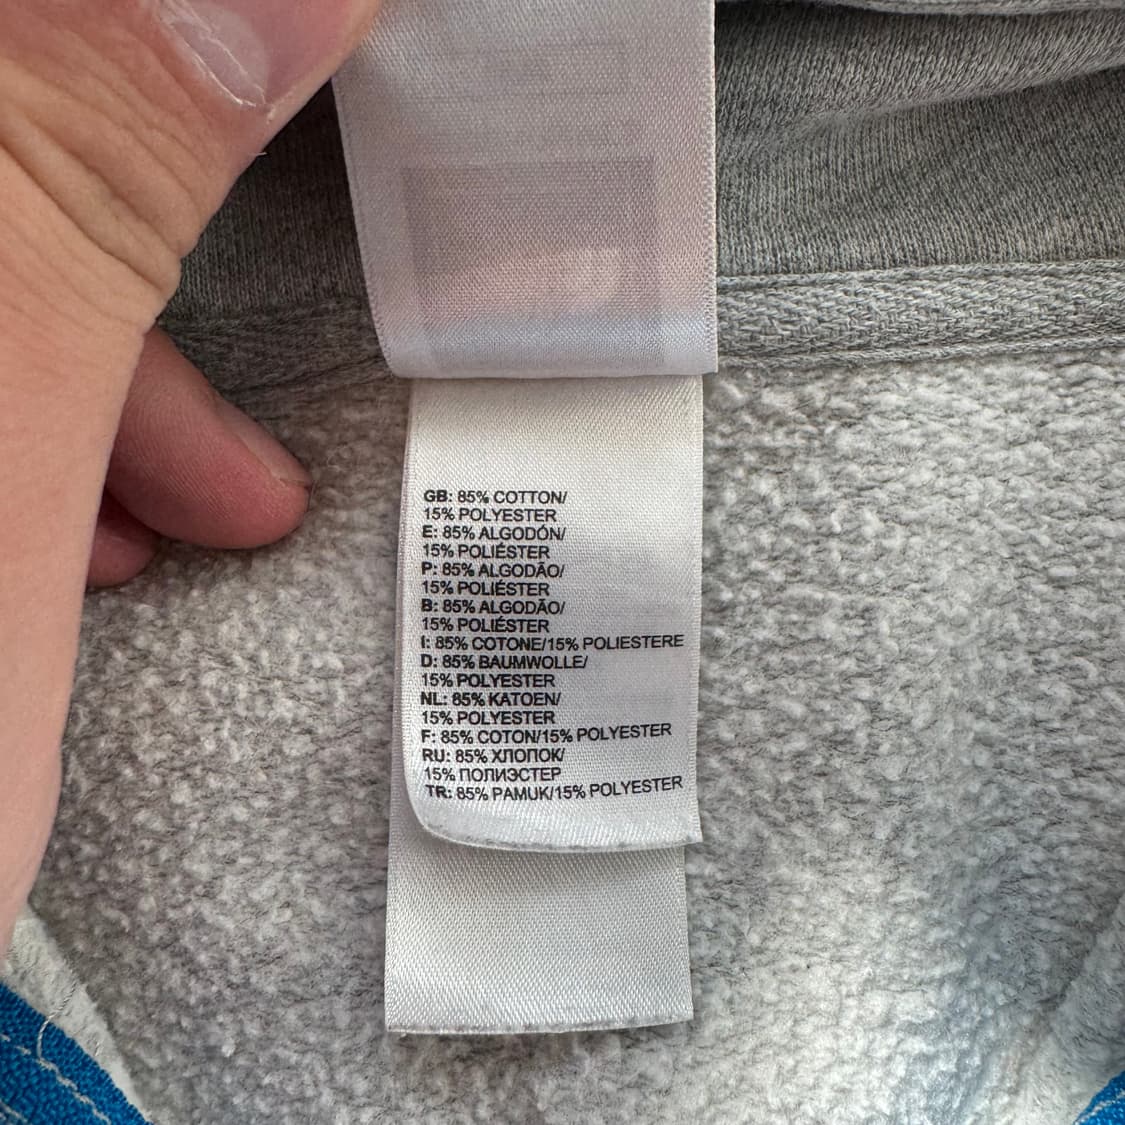 GB: 85% COTTON/
15% POLYESTER
E: 85% ALGODÓN/
15% POLIÉSTER
P: 85% ALGODÃO/
15% POLIÉSTER
B: 85% ALGODÃO/
15% POLIÉSTER
I: 85% COTONE/15% POLIESTERE
D: 85% BAUMWOLLE/
15% POLYESTER
NL: 85% KATOEN/
15% POLYESTER
F: 85% COTON/15% POLYESTER
RU: 85% ХЛОПОК/
15% ПОЛИЭСТЕР
TR: 85% PAMUK/15% POLYESTER